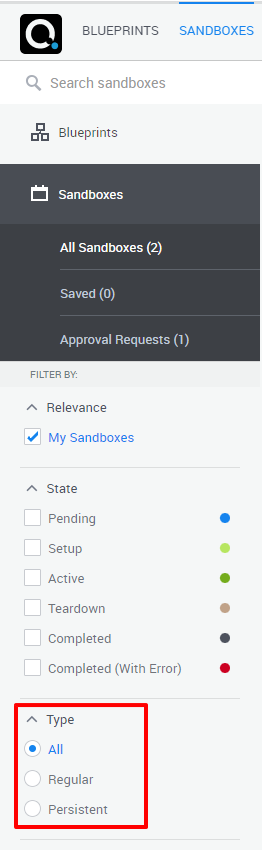 BLUEPRINTS SANDBOXES
Search sandboxes
Blueprints
Sandboxes
All Sandboxes (2)
Saved (0)
Approval Requests (1)
FILTER BY:
Relevance
My Sandboxes
State
Pending
Setup
Active
Teardown
Completed
Completed (With Error)
Type
All
Regular
Persistent